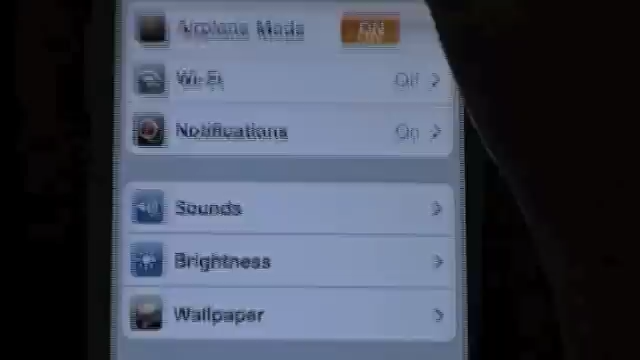 Airplane Mode ON
Wi-Fi Off
Notifications On
Sounds
Brightness
Wallpaper